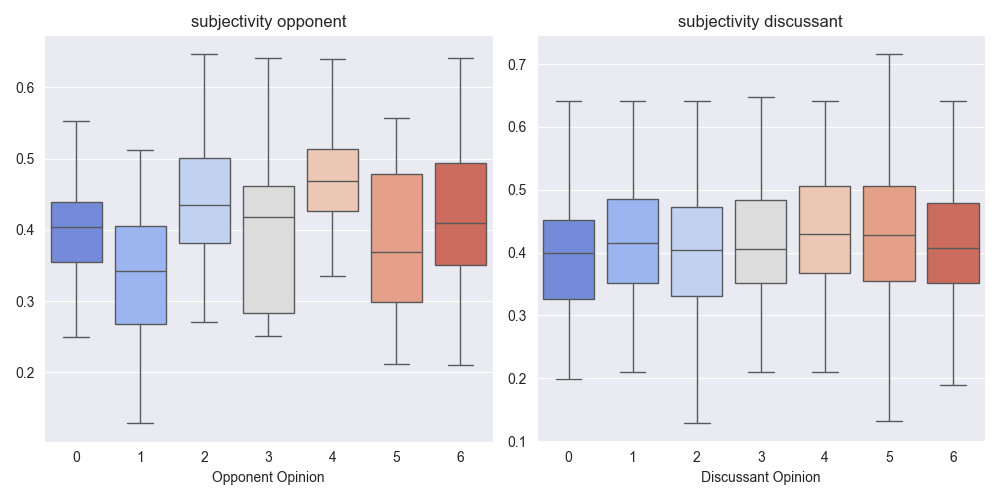 subjectivity opponent
0.6
0.5
0.4
0.3
0.2
0 1 2 3 4 5 6
Opponent Opinion
subjectivity discussant
0.7
0.6
0.5
0.4
0.3
0.2
0.1
0 1 2 3 4 5 6
Discussant Opinion